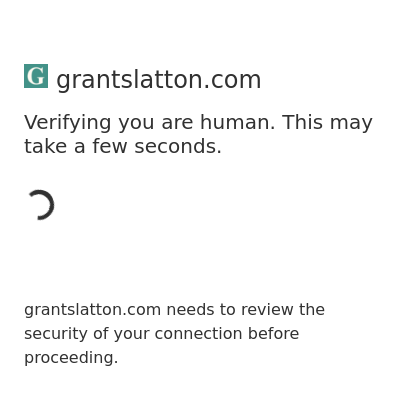 G grantslatton.com
Verifying you are human. This may
take a few seconds.
grantslatton.com needs to review the
security of your connection before
proceeding.